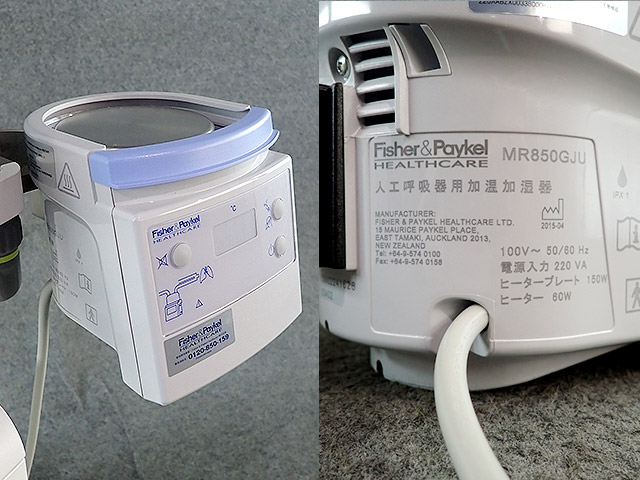 Fisher&Paykel
HEALTHCARE
°C
Fisher&Paykel
HEALTHCARE
0120-850-159
Fisher&Paykel
HEALTHCARE
MR850GJU
人工呼吸器用加温加湿器
MANUFACTURER:
FISHER & PAYKEL HEALTHCARE LTD.
15 MAURICE PAYKEL PLACE,
EAST TAMAKI, AUCKLAND 2013,
NEW ZEALAND
Tel: +64-9-574 0100
Fax: +64-9-574 0158
2015-04
100V～ 50/60 Hz
電源入力 220 VA
ヒータープレート 150W
ヒーター 60W
IPX 1